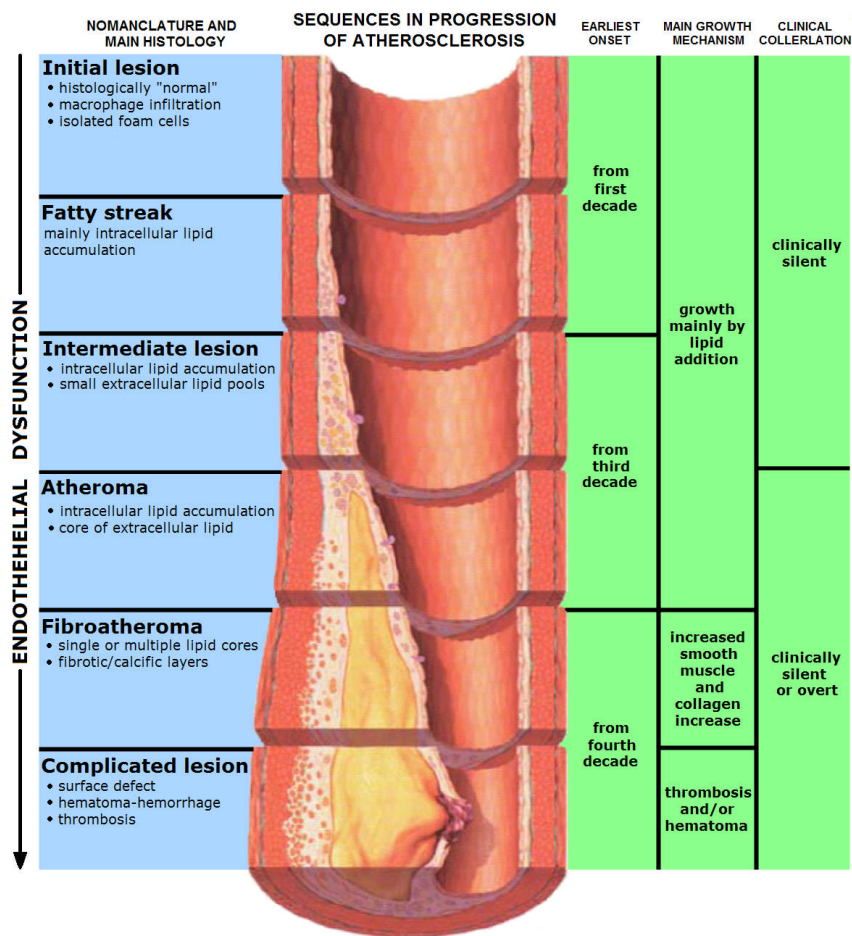 NOMANCLATURE AND
MAIN HISTOLOGY
SEQUENCES IN PROGRESSION
OF ATHEROSCLEROSIS
EARLIEST
ONSET
MAIN GROWTH
MECHANISM
CLINICAL
COLLERLATION
Initial lesion
• histologically "normal"
• macrophage infiltration
• isolated foam cells
Fatty streak
mainly intracellular lipid
accumulation
Intermediate lesion
• intracellular lipid accumulation
• small extracellular lipid pools
Atheroma
• intracellular lipid accumulation
• core of extracellular lipid
Fibroatheroma
• single or multiple lipid cores
• fibrotic/calcific layers
Complicated lesion
• surface defect
• hematoma-hemorrhage
• thrombosis
ENDOTHEHELIAL DYSFUNCTION
from
first
decade
from
third
decade
from
fourth
decade
growth
mainly by
lipid
addition
increased
smooth
muscle
and
collagen
increase
thrombosis
and/or
hematoma
clinically
silent
clinically
silent
or overt